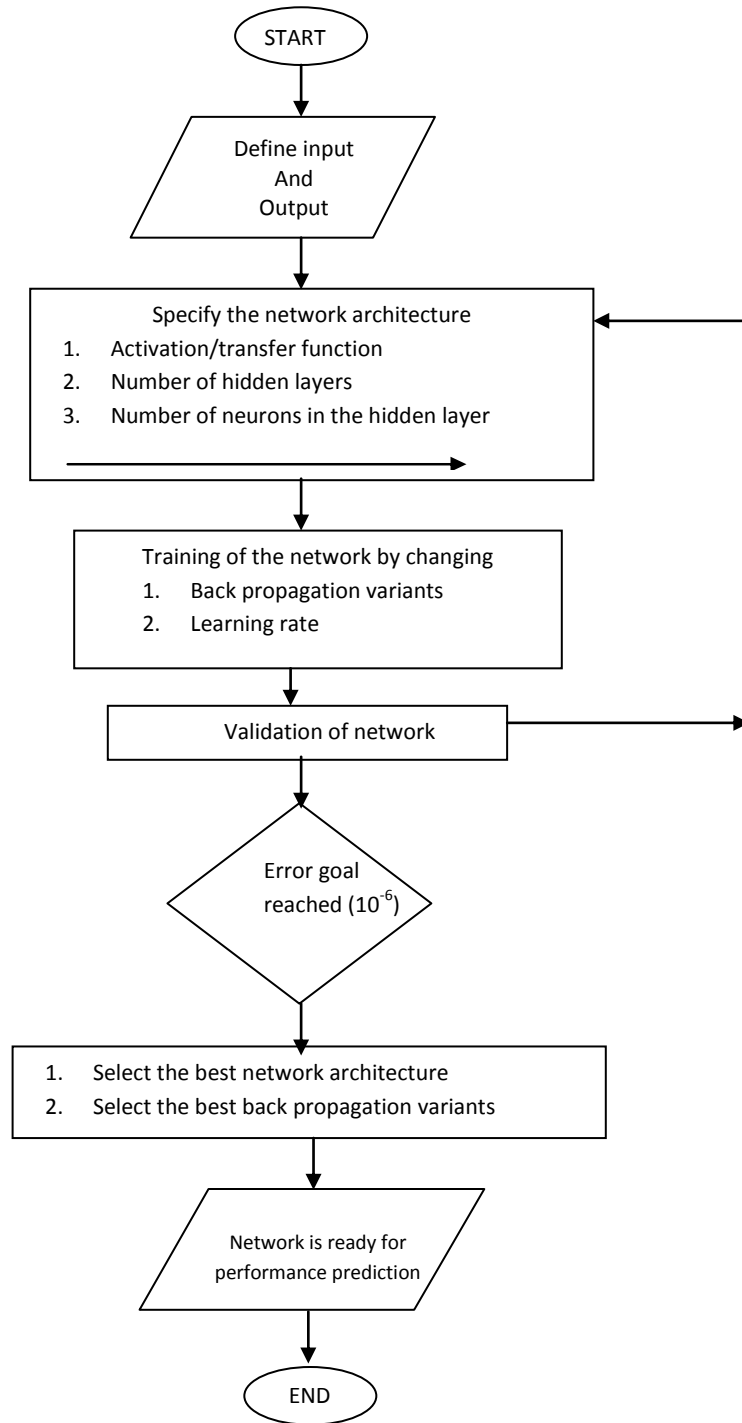 START
Define input
And
Output
Specify the network architecture
1. Activation/transfer function
2. Number of hidden layers
3. Number of neurons in the hidden layer
Training of the network by changing
1. Back propagation variants
2. Learning rate
Validation of network
Error goal
reached (10⁻⁶)
1. Select the best network architecture
2. Select the best back propagation variants
Network is ready for
performance prediction
END